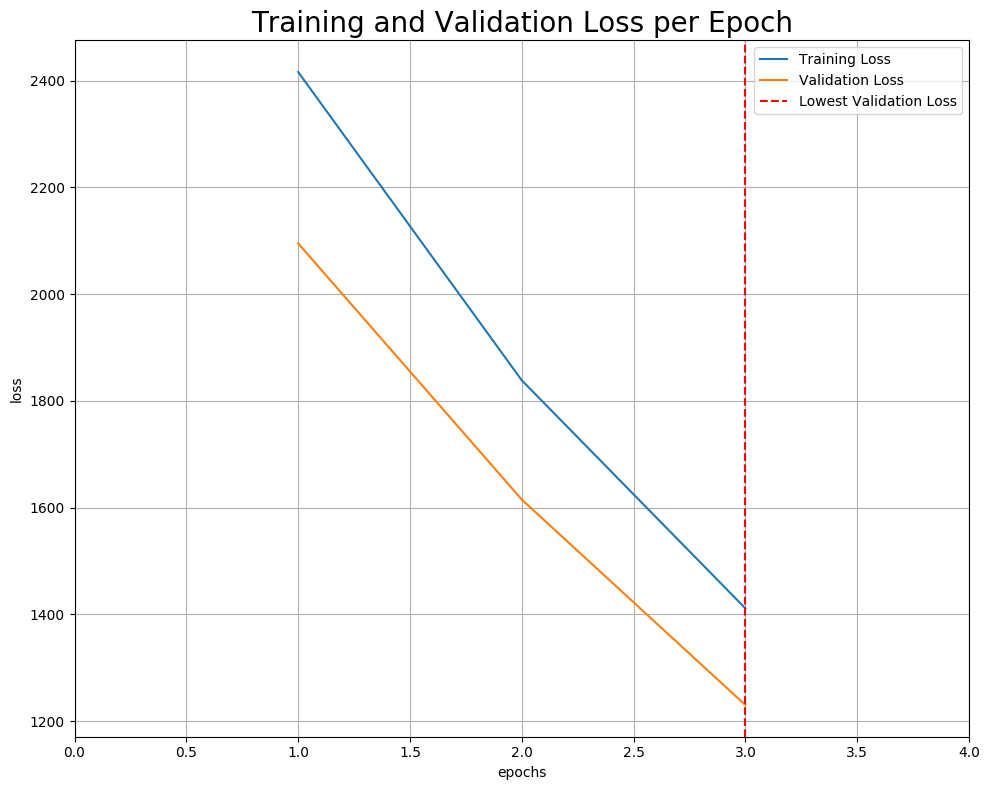 Training and Validation Loss per Epoch
Training Loss
Validation Loss
Lowest Validation Loss
2400
2200
2000
1800
1600
1400
1200
loss
0.0 0.5 1.0 1.5 2.0 2.5 3.0 3.5 4.0
epochs